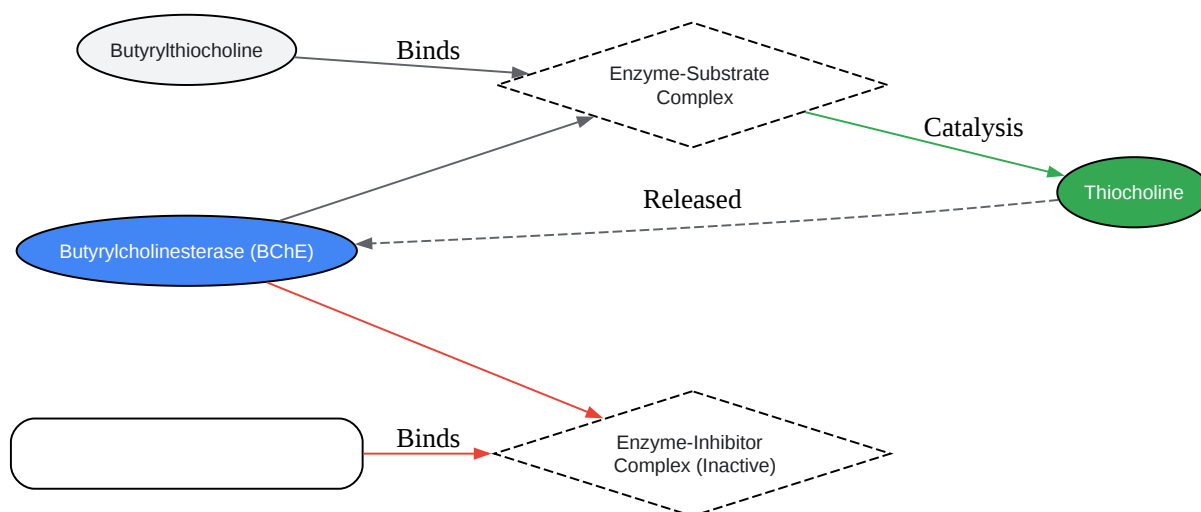 Butyrylthiocholine
Binds
Enzyme-Substrate
Complex
Catalysis
Thiocholine
Released
Butyrylcholinesterase (BChE)
Binds
Enzyme-Inhibitor
Complex (Inactive)